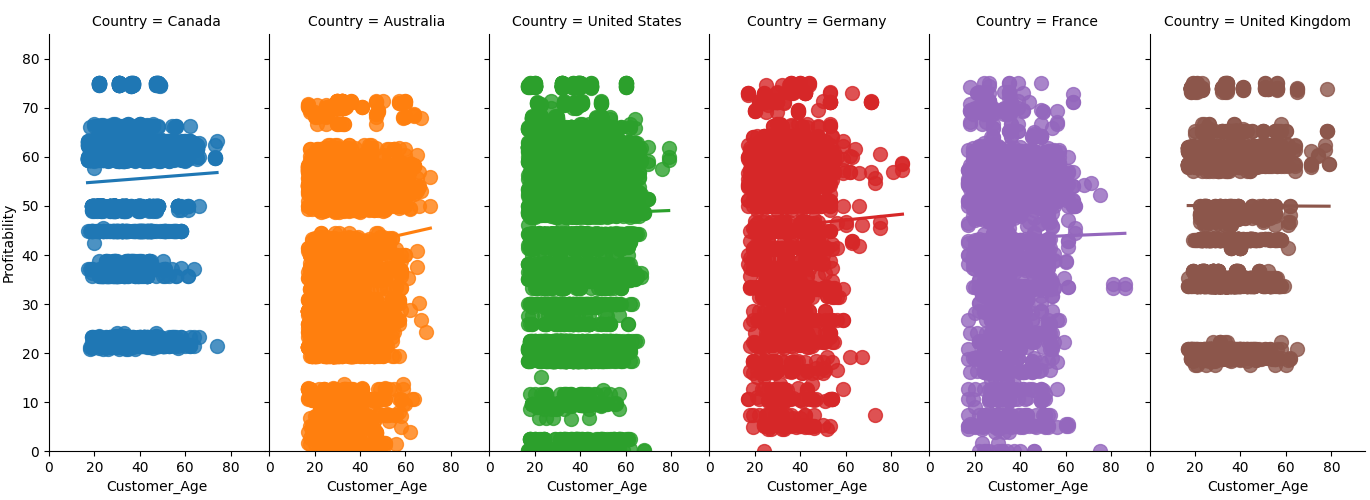 Country = Canada
Country = Australia
Country = United States
Country = Germany
Country = France
Country = United Kingdom
Profitability
80
70
60
50
40
30
20
10
0
0 20 40 60 80
0 20 40 60 80
0 20 40 60 80
0 20 40 60 80
0 20 40 60 80
0 20 40 60 80
Customer_Age
Customer_Age
Customer_Age
Customer_Age
Customer_Age
Customer_Age